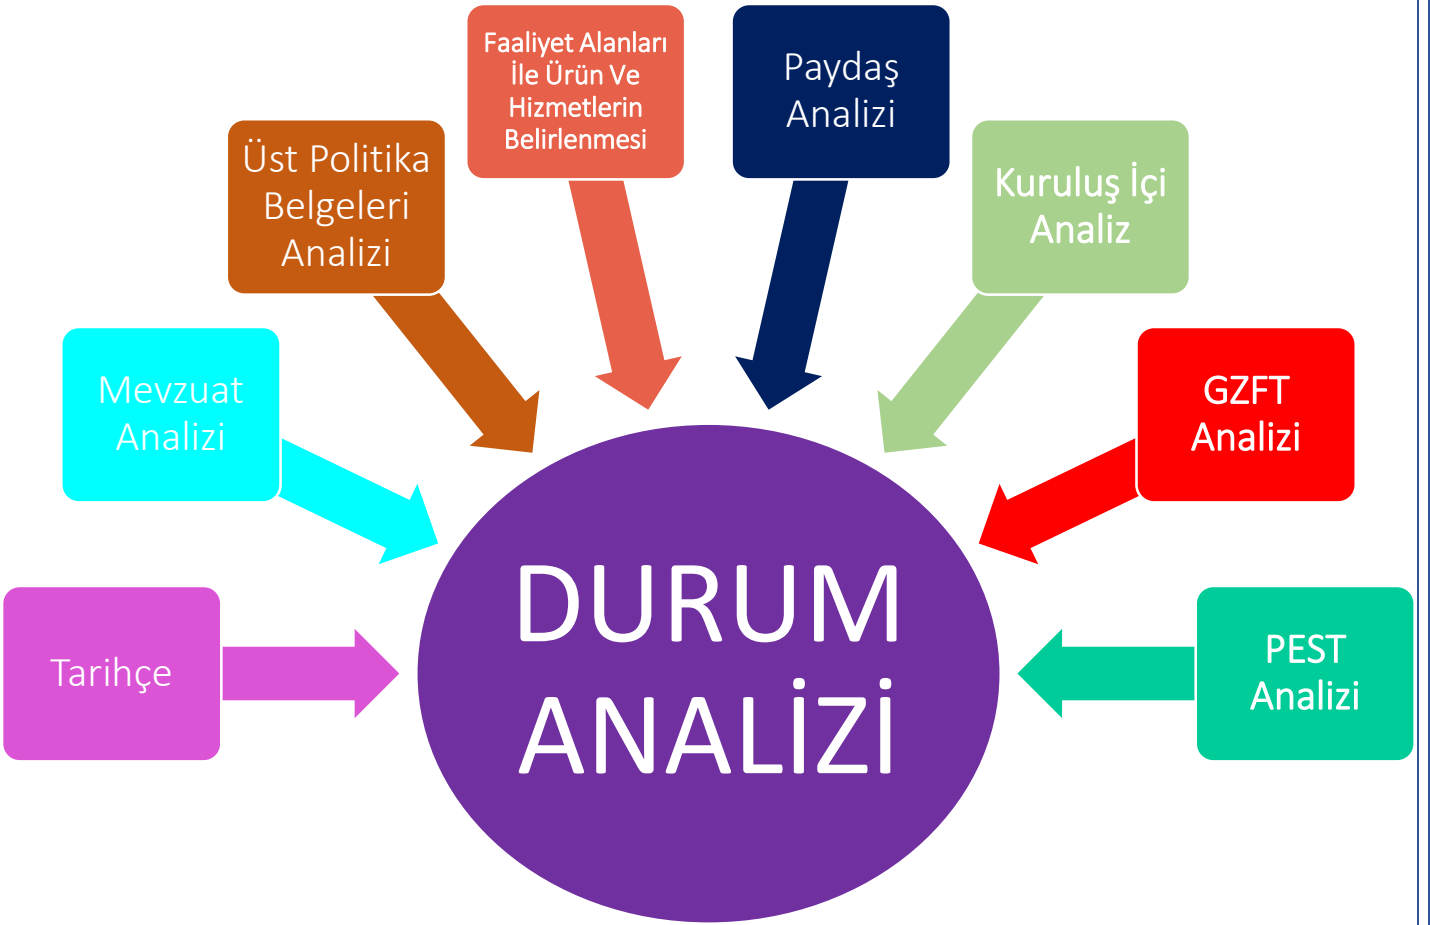 Faaliyet Alanları
İle Ürün Ve
Hizmetlerin
Belirlenmesi
Paydaş
Analizi
Üst Politika
Belgeleri
Analizi
Kuruluş İçi
Analiz
Mevzuat
Analizi
GZFT
Analizi
Tarihçe
PEST
Analizi
DURUM
ANALİZİ